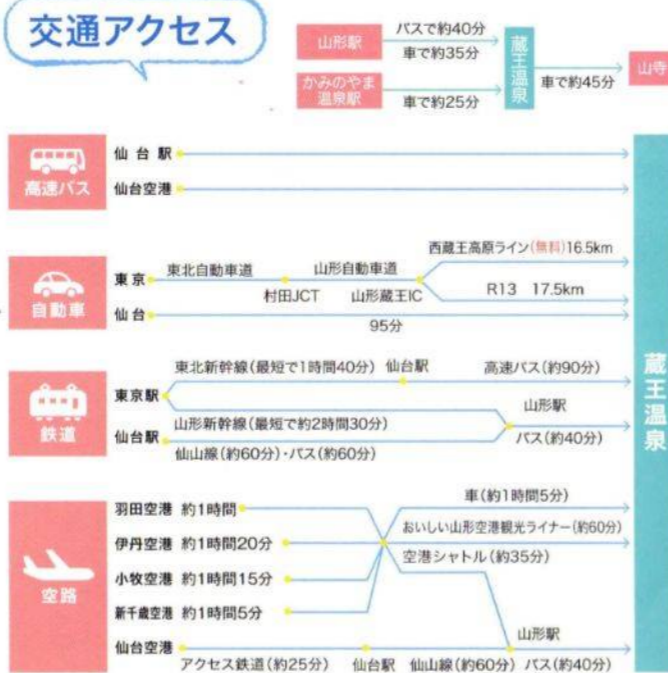 交通アクセス
山形駅 バスで約40分
車で約35分
かみのやま
温泉駅
車で約25分
蔵王温泉
車で約45分
山寺
高速バス
仙台駅
仙台空港
自動車
東京 東北自動車道 山形自動車道 西蔵王高原ライン(無料)16.5km
村田JCT 山形蔵王IC R13 17.5km
仙台
95分
鉄道
東京駅 東北新幹線(最短で1時間40分) 仙台駅 高速バス(約90分)
山形新幹線(最短で約2時間30分) 山形駅
仙台駅 仙山線(約60分)・バス(約60分) バス(約40分)
空路
羽田空港 約1時間 車(約1時間5分)
伊丹空港 約1時間20分 おいしい山形空港観光ライナー(約60分)
小牧空港 約1時間15分 空港シャトル(約35分)
新千歳空港 約1時間5分
仙台空港 山形駅
アクセス鉄道(約25分) 仙台駅 仙山線(約60分) バス(約40分)
蔵王温泉